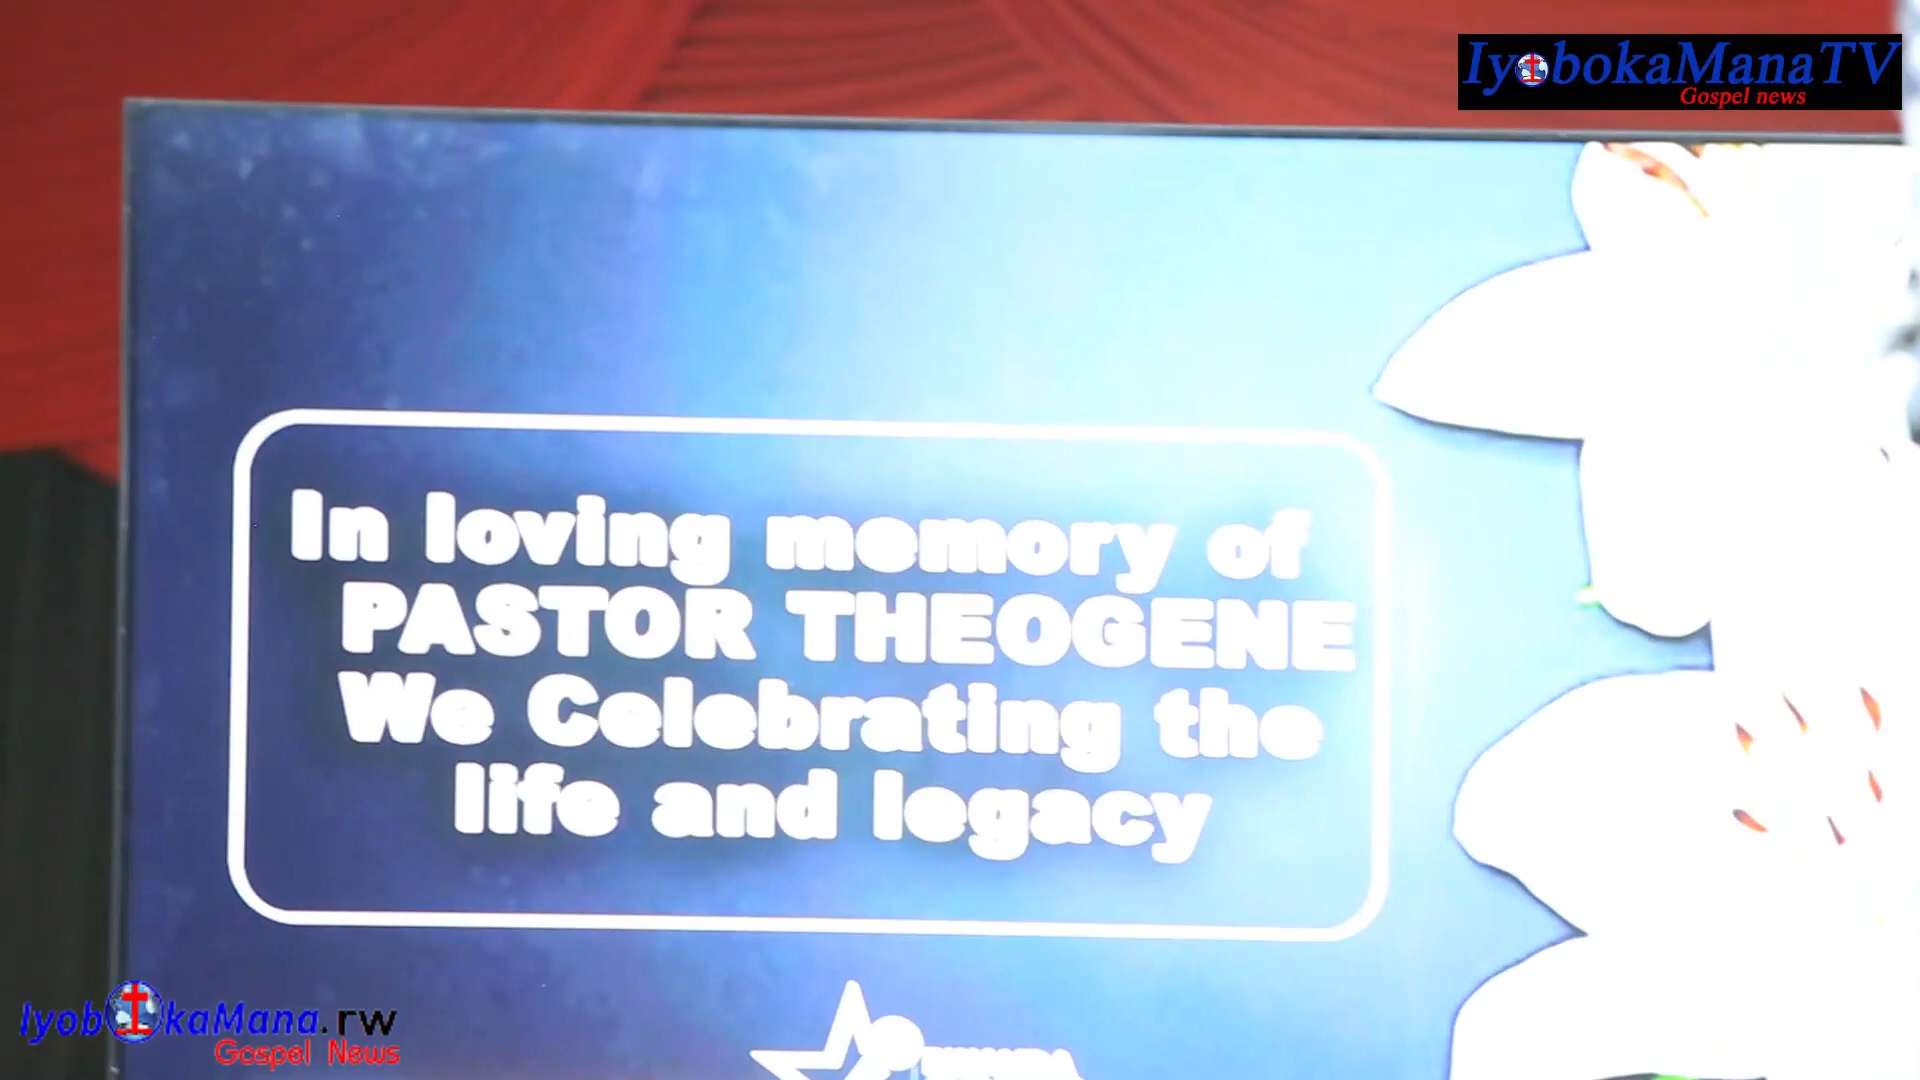 IyobokaManaTV
Gospel news
In loving memory of
PASTOR THEOGENE
We Celebrating the
life and legacy
IyobokaMana.rw
Gospel News